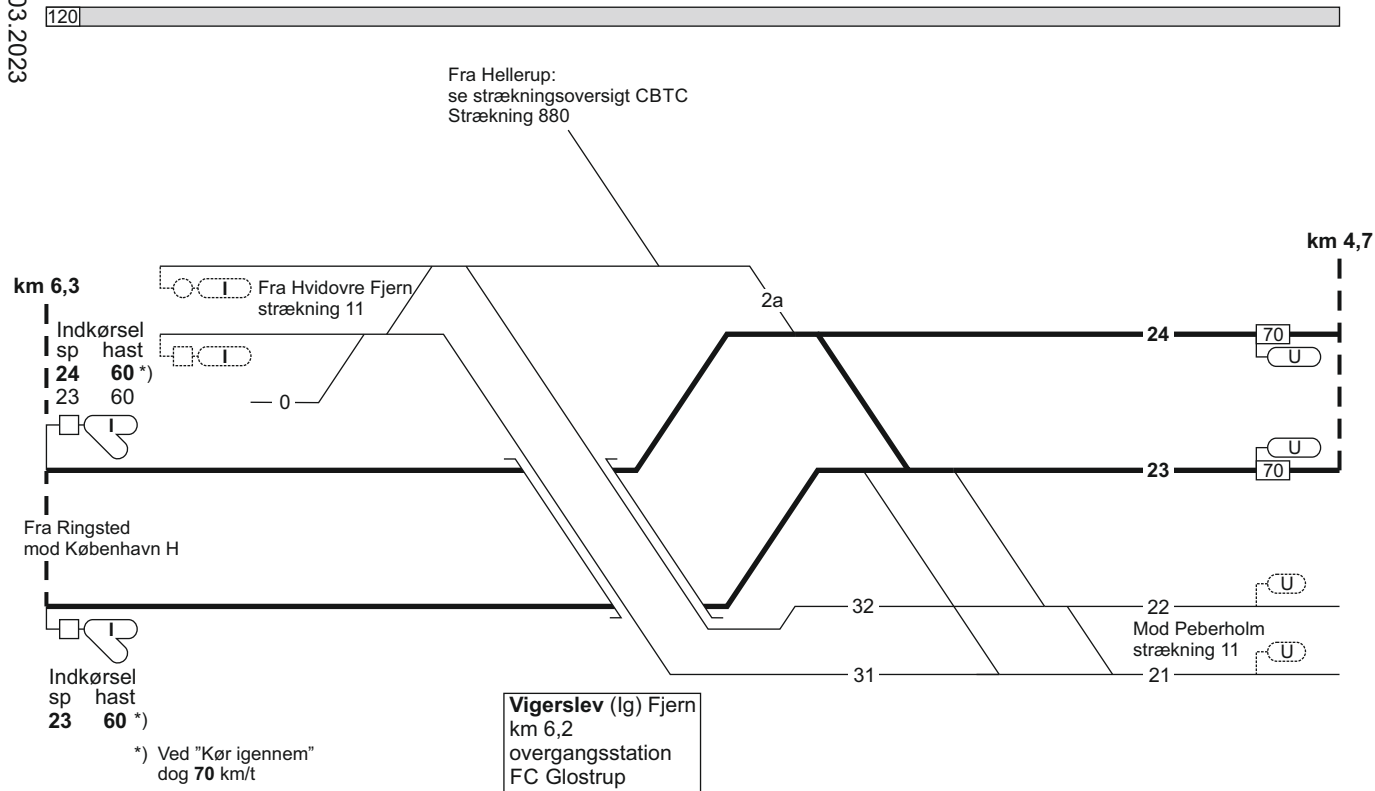 03.2023
120
Fra Hellerup:
se strækningsoversigt CBTC
Strækning 880
km 4,7
km 6,3
I
Fra Hvidovre Fjern
strækning 11
2a
Indkørsel
sp hast
24 60 *)
23 60
I
0
24
70
U
I
U
23
70
Fra Ringsted
mod København H
U
32
22
I
Mod Peberholm
strækning 11
U
31
21
Indkørsel
sp hast
23 60 *)
*) Ved ”Kør igennem”
dog 70 km/t
Vigerslev (Ig) Fjern
km 6,2
overgangsstation
FC Glostrup